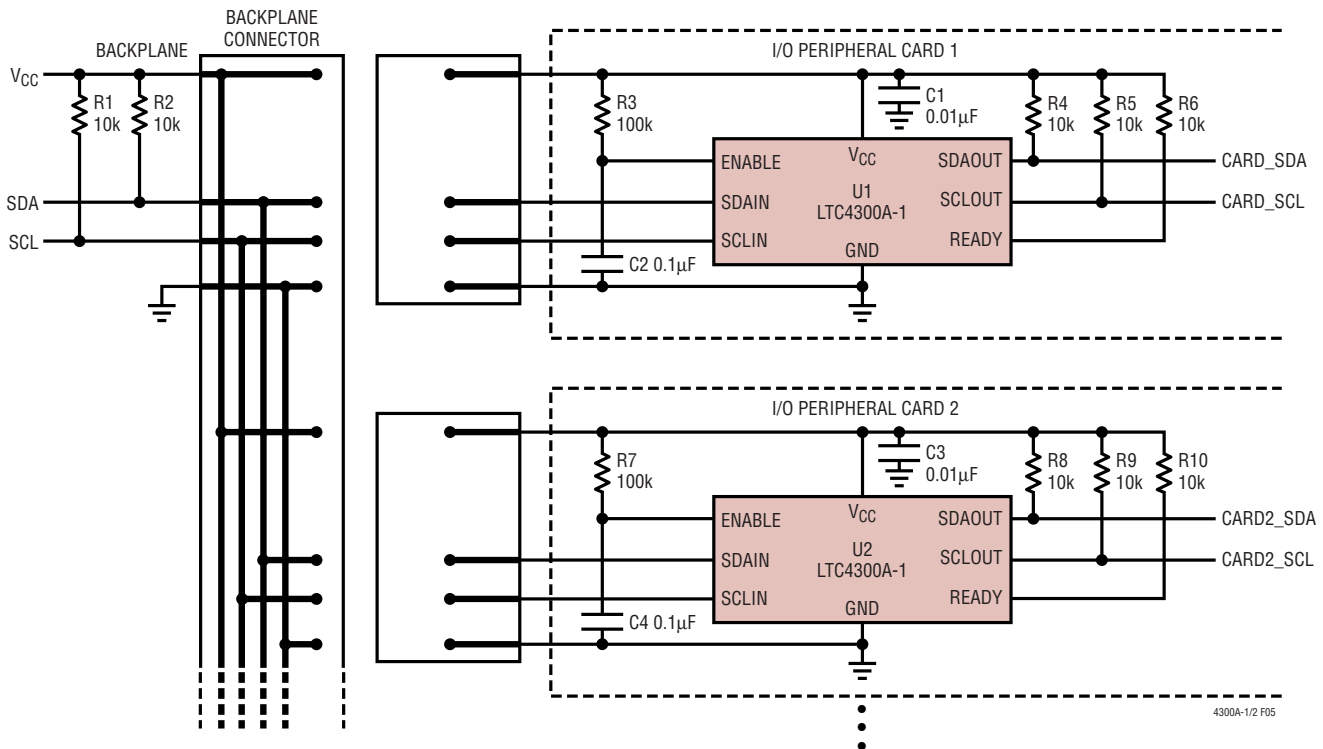 BACKPLANE
CONNECTOR
BACKPLANE
VCC
R1
10k
R2
10k
SDA
SCL
I/O PERIPHERAL CARD 1
R3
100k
C1
0.01µF
R4
10k
R5
10k
R6
10k
ENABLE
VCC
SDAOUT
CARD_SDA
SDAIN
U1
LTC4300A-1
SCLOUT
CARD_SCL
SCLIN
GND
READY
C2 0.1µF
I/O PERIPHERAL CARD 2
R7
100k
C3
0.01µF
R8
10k
R9
10k
R10
10k
ENABLE
VCC
SDAOUT
CARD2_SDA
SDAIN
U2
LTC4300A-1
SCLOUT
CARD2_SCL
SCLIN
GND
READY
C4 0.1µF
4300A-1/2 F05